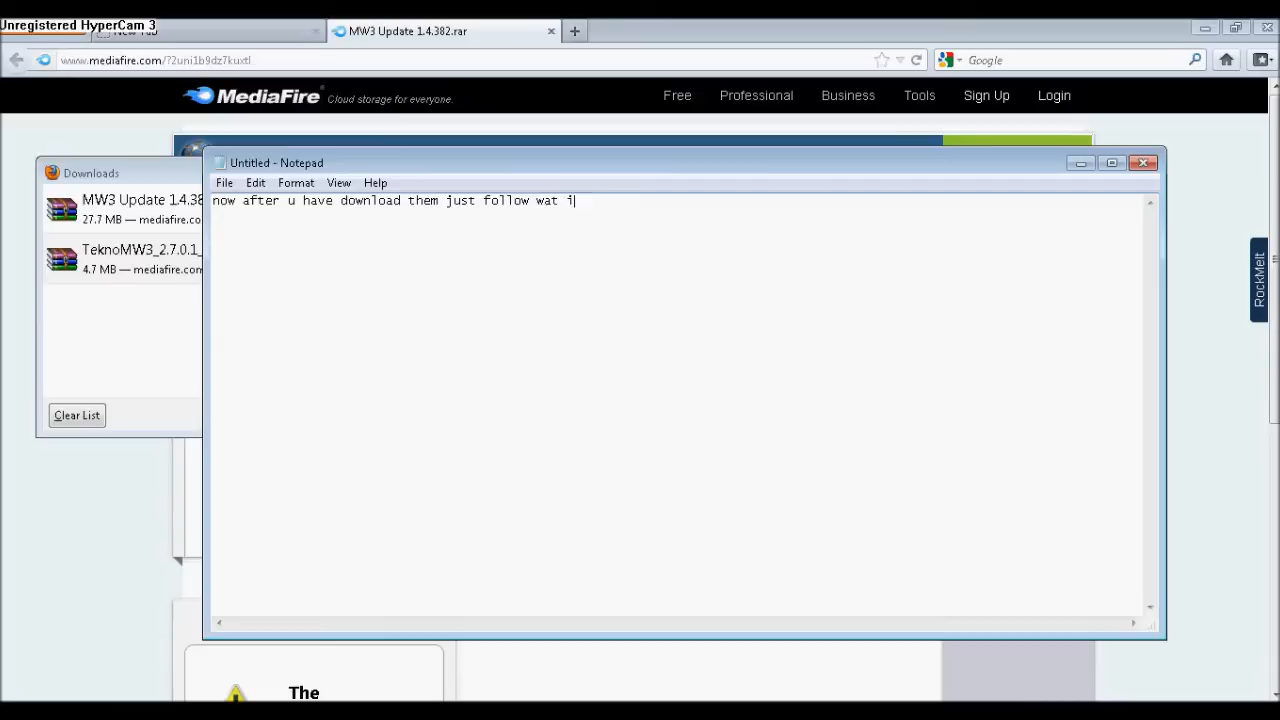 Unregistered HyperCam 3
New Tab
MW3 Update 1.4.382.rar
www.mediafire.com/?2uni1b9dz7kuxtl
Google
MediaFire Cloud storage for everyone.
Free Professional Business Tools Sign Up Login
Downloads
MW3 Update 1.4.38
27.7 MB — mediafire.co
TeknoMW3_2.7.0.1_
4.7 MB — mediafire.com
Clear List
Untitled - Notepad
File Edit Format View Help
now after u have download them just follow wat i
RockMelt
The